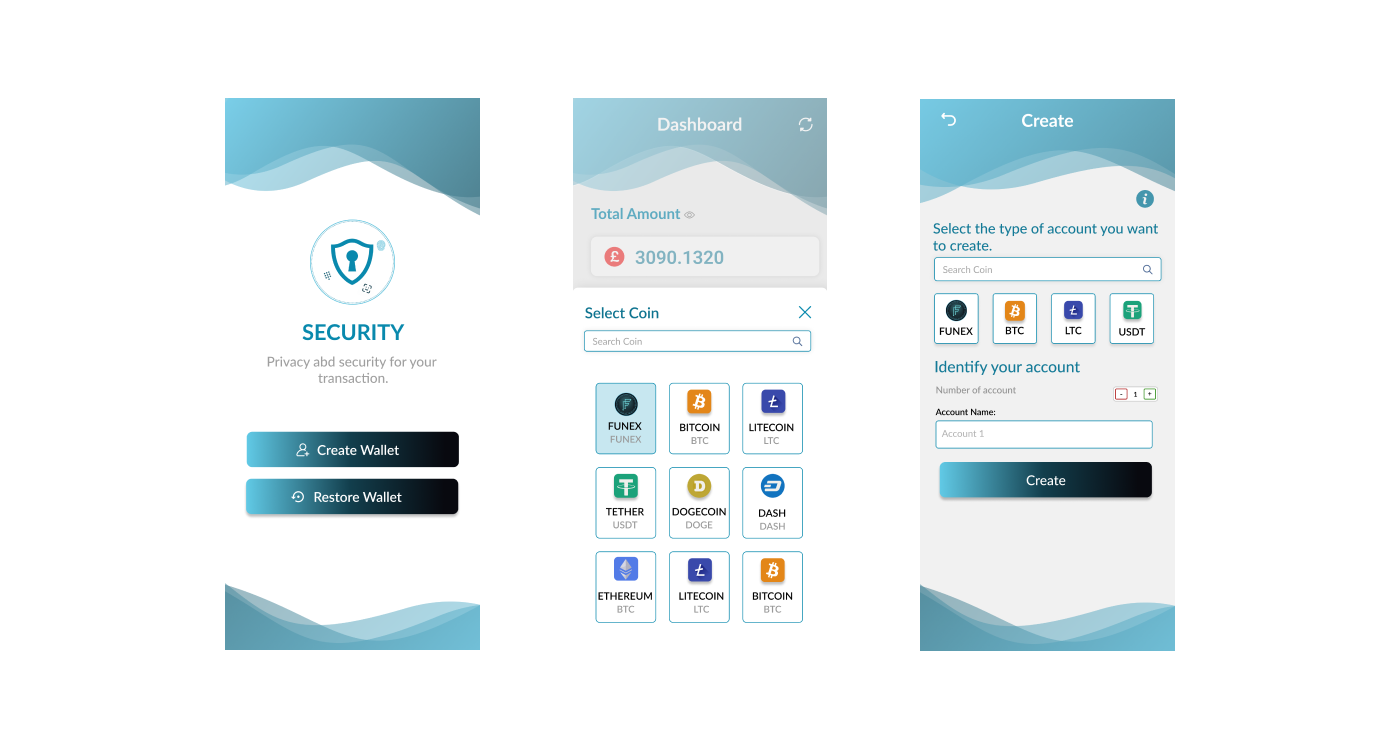 SECURITY
Privacy abd security for your
transaction.
Create Wallet
Restore Wallet
Dashboard
Total Amount
£ 3090.1320
Select Coin
Search Coin
FUNEX
FUNEX
BITCOIN
BTC
LITECOIN
LTC
TETHER
USDT
DOGECOIN
DOGE
DASH
DASH
ETHEREUM
BTC
LITECOIN
LTC
BITCOIN
BTC
Create
i
Select the type of account you want
to create.
Search Coin
FUNEX
BTC
LTC
USDT
Identify your account
Number of account
- 1 +
Account Name:
Account 1
Create